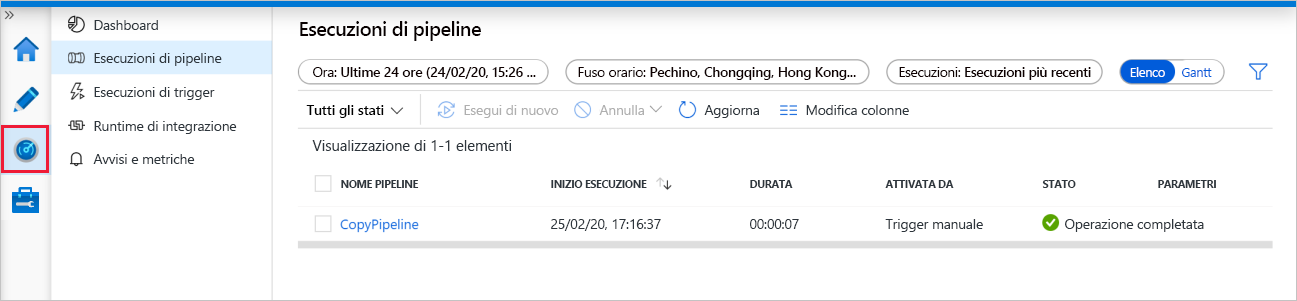 »
Dashboard
Esecuzioni di pipeline
Esecuzioni di trigger
Runtime di integrazione
Avvisi e metriche
Esecuzioni di pipeline
Ora: Ultime 24 ore (24/02/20, 15:26 ... Fuso orario: Pechino, Chongqing, Hong Kong... Esecuzioni: Esecuzioni più recenti Elenco Gantt
Tutti gli stati Esegui di nuovo Annulla Aggiorna Modifica colonne
Visualizzazione di 1-1 elementi
NOME PIPELINE INIZIO ESECUZIONE DURATA ATTIVATA DA STATO PARAMETRI
CopyPipeline 25/02/20, 17:16:37 00:00:07 Trigger manuale Operazione completata